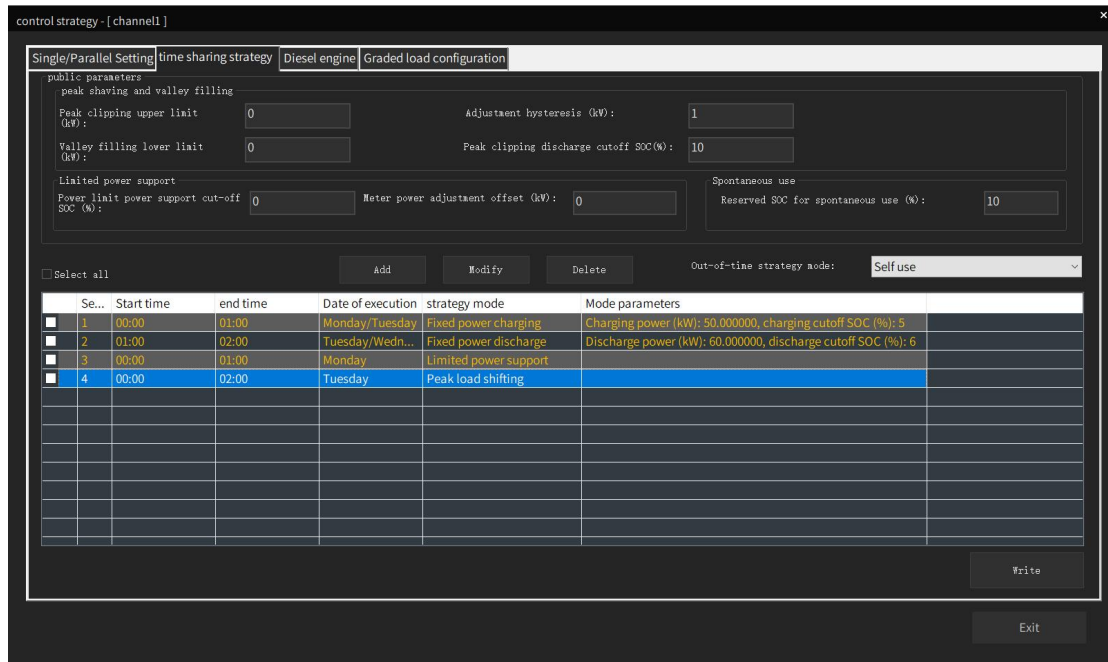 control strategy - [ channel1 ]
×
Single/Parallel Setting time sharing strategy Diesel engine Graded load configuration
public parameters
peak shaving and valley filling
Peak clipping upper limit (kW): 0 Adjustment hysteresis (kW): 1
Valley filling lower limit (kW): 0 Peak clipping discharge cutoff SOC(%): 10
Limited power support Spontaneous use
Power limit power support cut-off SOC (%): 0 Meter power adjustment offset (kW): 0 Reserved SOC for spontaneous use (%): 10
Select all Add Modify Delete Out-of-time strategy mode: Self use
Se... Start time end time Date of execution strategy mode Mode parameters
1 00:00 01:00 Monday/Tuesday Fixed power charging Charging power (kW): 50.000000, charging cutoff SOC (%): 5
2 01:00 02:00 Tuesday/Wedn... Fixed power discharge Discharge power (kW): 60.000000, discharge cutoff SOC (%): 6
3 00:00 01:00 Monday Limited power support
4 00:00 02:00 Tuesday Peak load shifting
Write
Exit